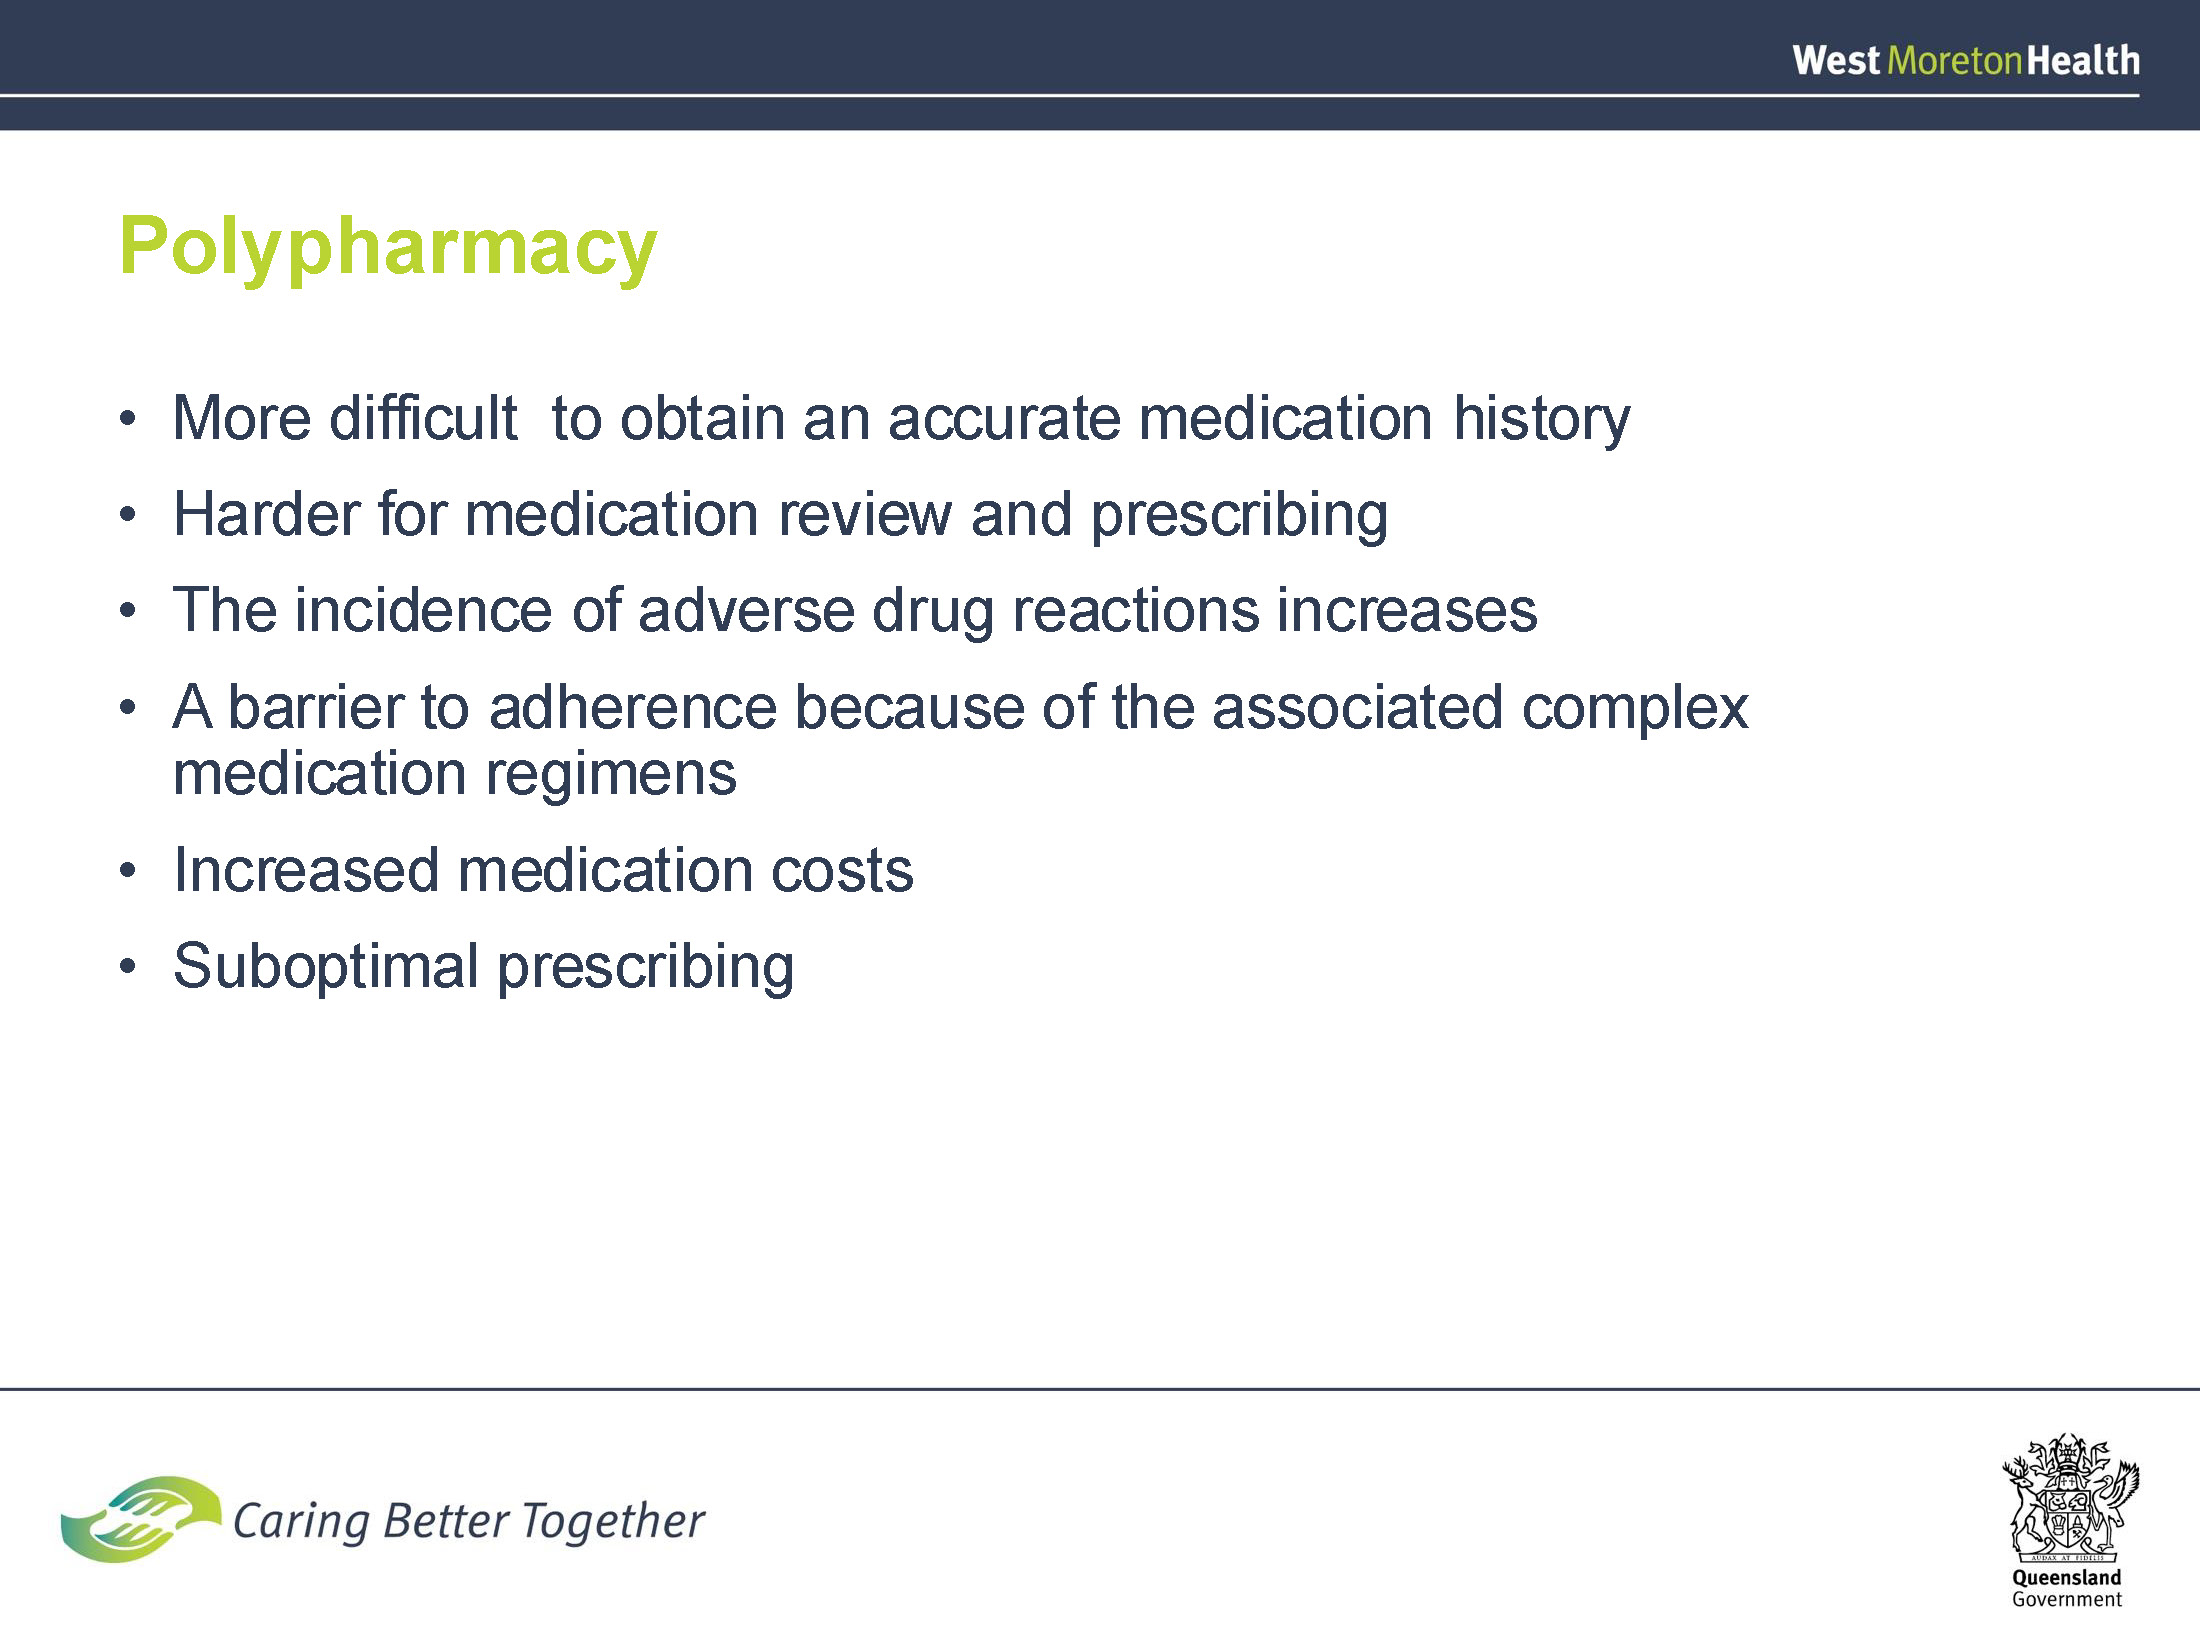 West Moreton Health
Polypharmacy
• More difficult  to obtain an accurate medication history
• Harder for medication review and prescribing
• The incidence of adverse drug reactions increases
• A barrier to adherence because of the associated complex
medication regimens
• Increased medication costs
• Suboptimal prescribing
Caring Better Together
AUDAX AT FIDELIS
Queensland
Government